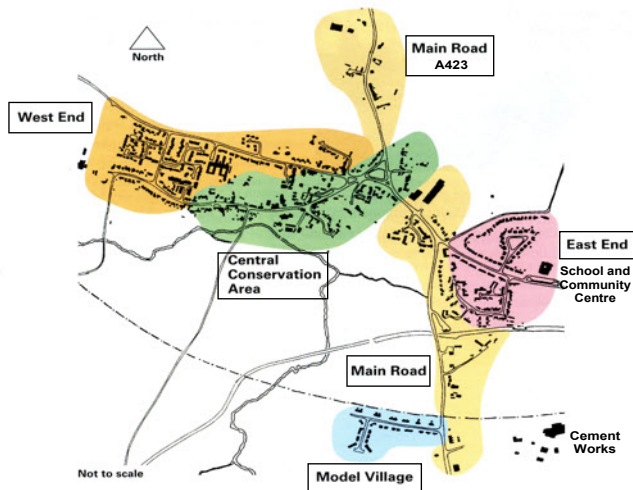 North
Main Road
A423
West End
East End
School and
Community
Centre
Central
Conservation
Area
Main Road
Cement
Works
Not to scale
Model Village